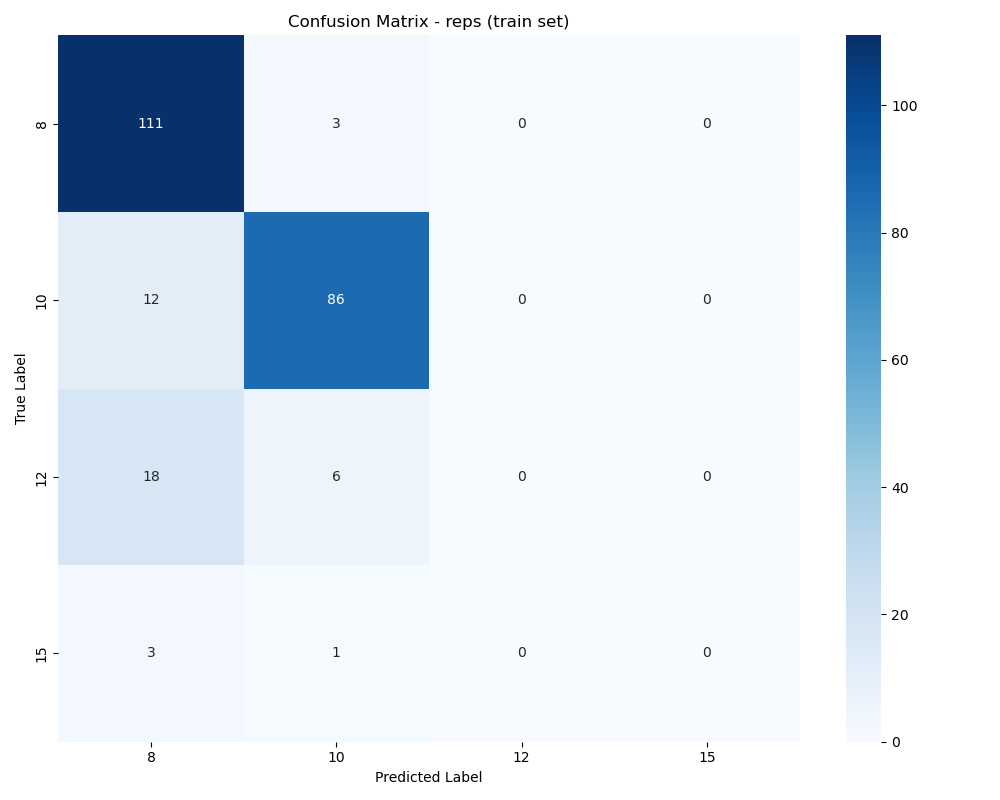 Confusion Matrix - reps (train set)
8 111 3 0 0
10 12 86 0 0
12 18 6 0 0
15 3 1 0 0
8 10 12 15
Predicted Label
True Label
100
80
60
40
20
0